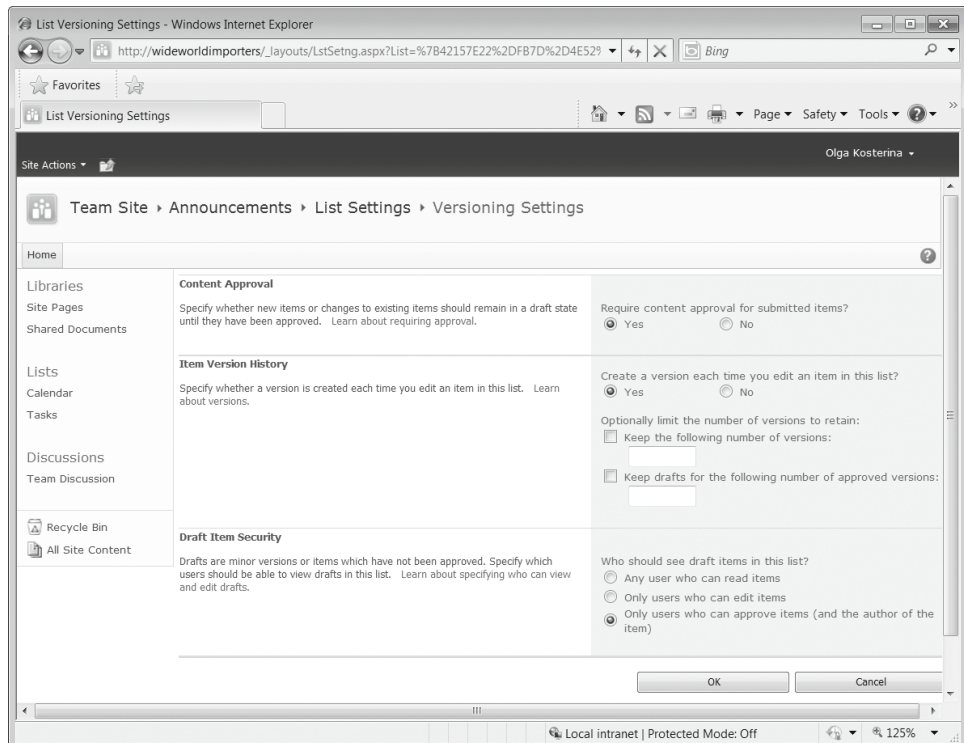 List Versioning Settings - Windows Internet Explorer
http://wideworldimporters/_layouts/LstSetng.aspx?List=%7B42157E22%2DFB7D%2D4E52%
Bing
Favorites
List Versioning Settings
Page Safety Tools
Olga Kosterina
Site Actions
Team Site Announcements List Settings Versioning Settings
Home
Libraries
Site Pages
Shared Documents
Lists
Calendar
Tasks
Discussions
Team Discussion
Recycle Bin
All Site Content
Content Approval
Specify whether new items or changes to existing items should remain in a draft state
until they have been approved. Learn about requiring approval.
Require content approval for submitted items?
Yes No
Item Version History
Specify whether a version is created each time you edit an item in this list. Learn
about versions.
Create a version each time you edit an item in this list?
Yes No
Optionally limit the number of versions to retain:
Keep the following number of versions:
Keep drafts for the following number of approved versions:
Draft Item Security
Drafts are minor versions or items which have not been approved. Specify which
users should be able to view drafts in this list. Learn about specifying who can view
and edit drafts.
Who should see draft items in this list?
Any user who can read items
Only users who can edit items
Only users who can approve items (and the author of the
item)
OK Cancel
Local intranet | Protected Mode: Off
125%